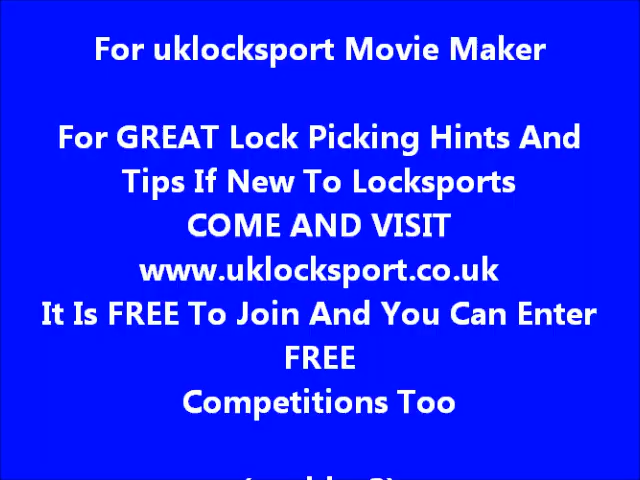 For uklocksport Movie Maker
For GREAT Lock Picking Hints And
Tips If New To Locksports
COME AND VISIT
www.uklocksport.co.uk
It Is FREE To Join And You Can Enter
FREE
Competitions Too